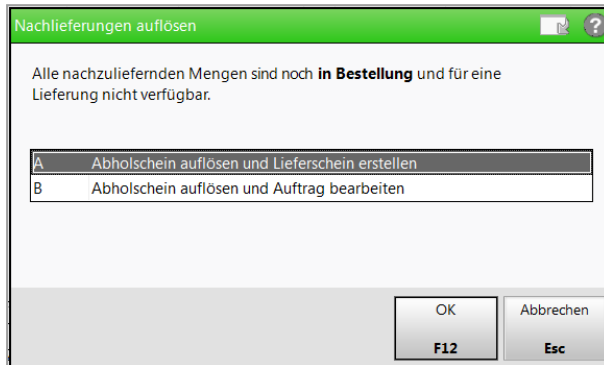 Nachlieferungen auflösen
?
Alle nachzuliefernden Mengen sind noch in Bestellung und für eine
Lieferung nicht verfügbar.
A Abholschein auflösen und Lieferschein erstellen
B Abholschein auflösen und Auftrag bearbeiten
OK Abbrechen
F12 Esc